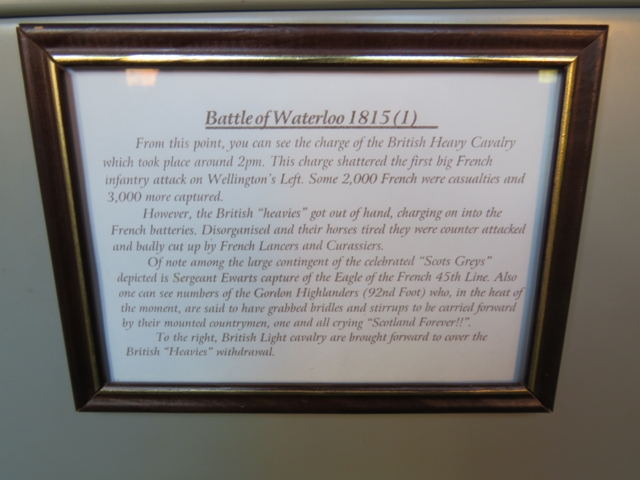 Battle of Waterloo 1815 (1)
From this point, you can see the charge of the British Heavy Cavalry
which took place around 2pm. This charge shattered the first big French
infantry attack on Wellington's Left. Some 2,000 French were casualties and
3,000 more captured.
However, the British "heavies" got out of hand, charging on into the
French batteries. Disorganised and their horses tired they were counter attacked
and badly cut up by French Lancers and Curassiers.
Of note among the large contingent of the celebrated "Scots Greys"
depicted is Sergeant Ewarts capture of the Eagle of the French 45th Line. Also
one can see numbers of the Gordon Highlanders (92nd Foot) who, in the heat of
the moment, are said to have grabbed bridles and stirrups to be carried forward
by their mounted countrymen, one and all crying "Scotland Forever!!".
To the right, British Light cavalry are brought forward to cover the
British "Heavies" withdrawal.